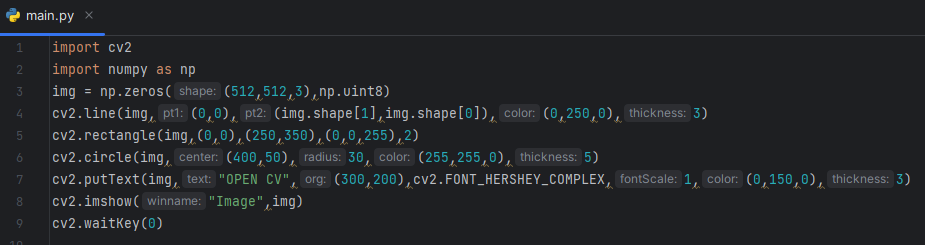 main.py ×
1 import cv2
2 import numpy as np
3 img = np.zeros( shape: (512,512,3),np.uint8)
4 cv2.line(img, pt1: (0,0), pt2: (img.shape[1],img.shape[0]), color: (0,250,0), thickness: 3)
5 cv2.rectangle(img,(0,0),(250,350),(0,0,255),2)
6 cv2.circle(img, center: (400,50), radius: 30, color: (255,255,0), thickness: 5)
7 cv2.putText(img, text: "OPEN CV", org: (300,200),cv2.FONT_HERSHEY_COMPLEX, fontScale: 1, color: (0,150,0), thickness: 3)
8 cv2.imshow( winname: "Image",img)
9 cv2.waitKey(0)
10